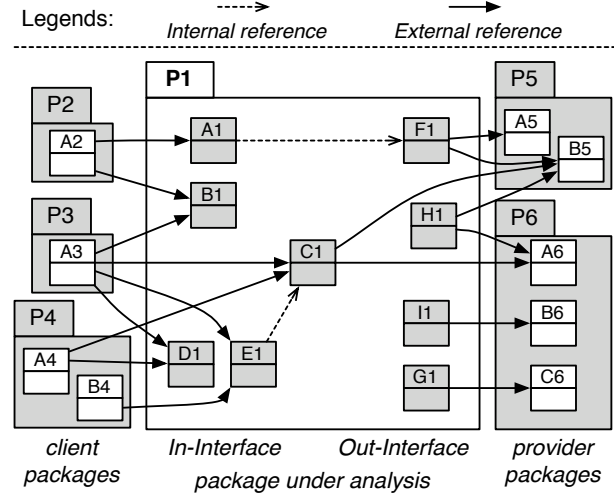 Legends:
Internal reference
External reference
P1
P5
P2
A2
A1
F1
A5
B5
B1
P3
H1
P6
A3
C1
A6
P4
I1
B6
A4
D1
E1
B4
G1
C6
client
packages
In-Interface
Out-Interface
package under analysis
provider
packages